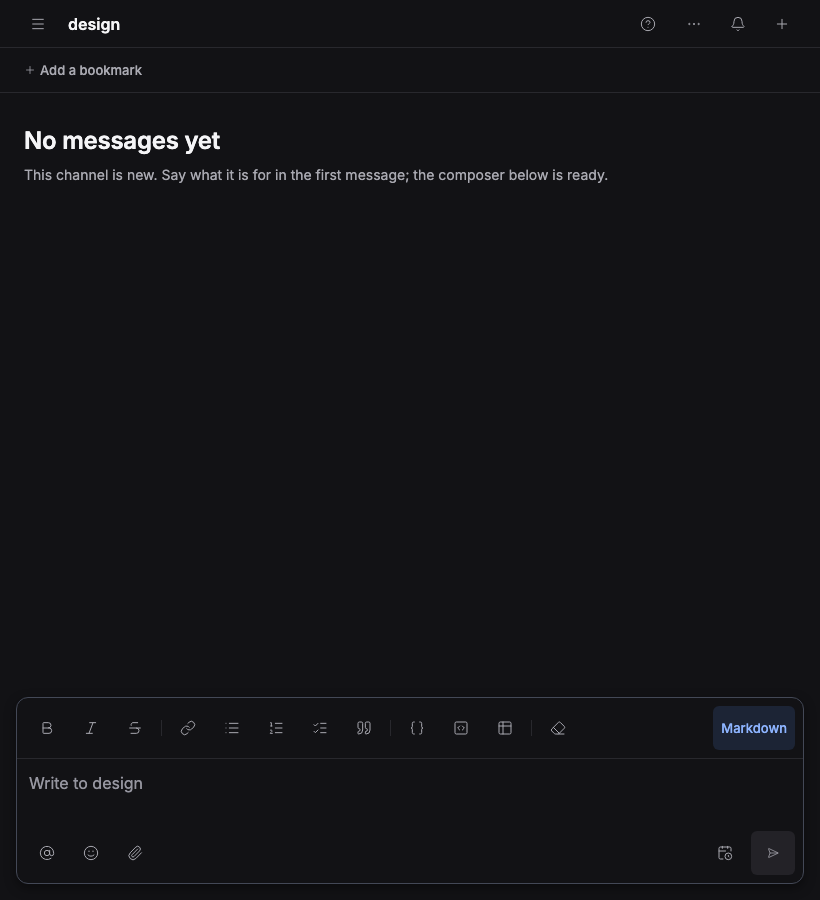 design
Add a bookmark
No messages yet
This channel is new. Say what it is for in the first message; the composer below is ready.
Markdown
Write to design